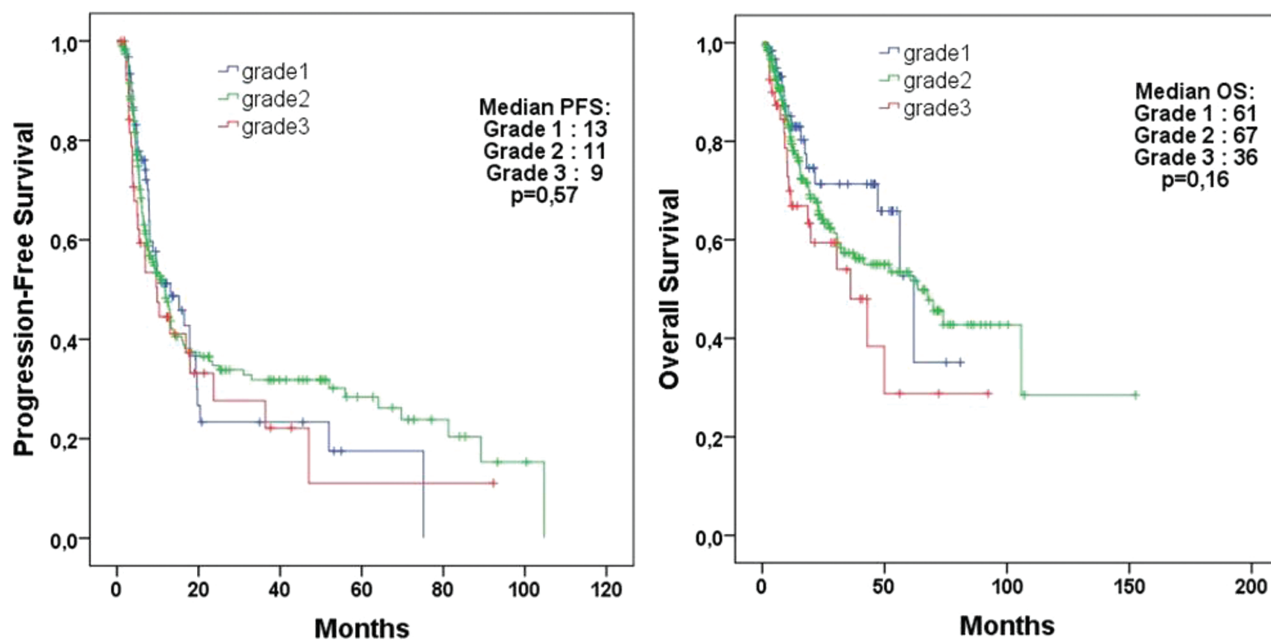 1,0
0,8
0,6
0,4
0,2
0,0
Progression-Free Survival
grade1
grade2
grade3
Median PFS:
Grade 1 : 13
Grade 2 : 11
Grade 3 : 9
p=0,57
0 20 40 60 80 100 120
Months
1,0
0,8
0,6
0,4
0,2
0,0
Overall Survival
grade1
grade2
grade3
Median OS:
Grade 1 : 61
Grade 2 : 67
Grade 3 : 36
p=0,16
0 50 100 150 200
Months